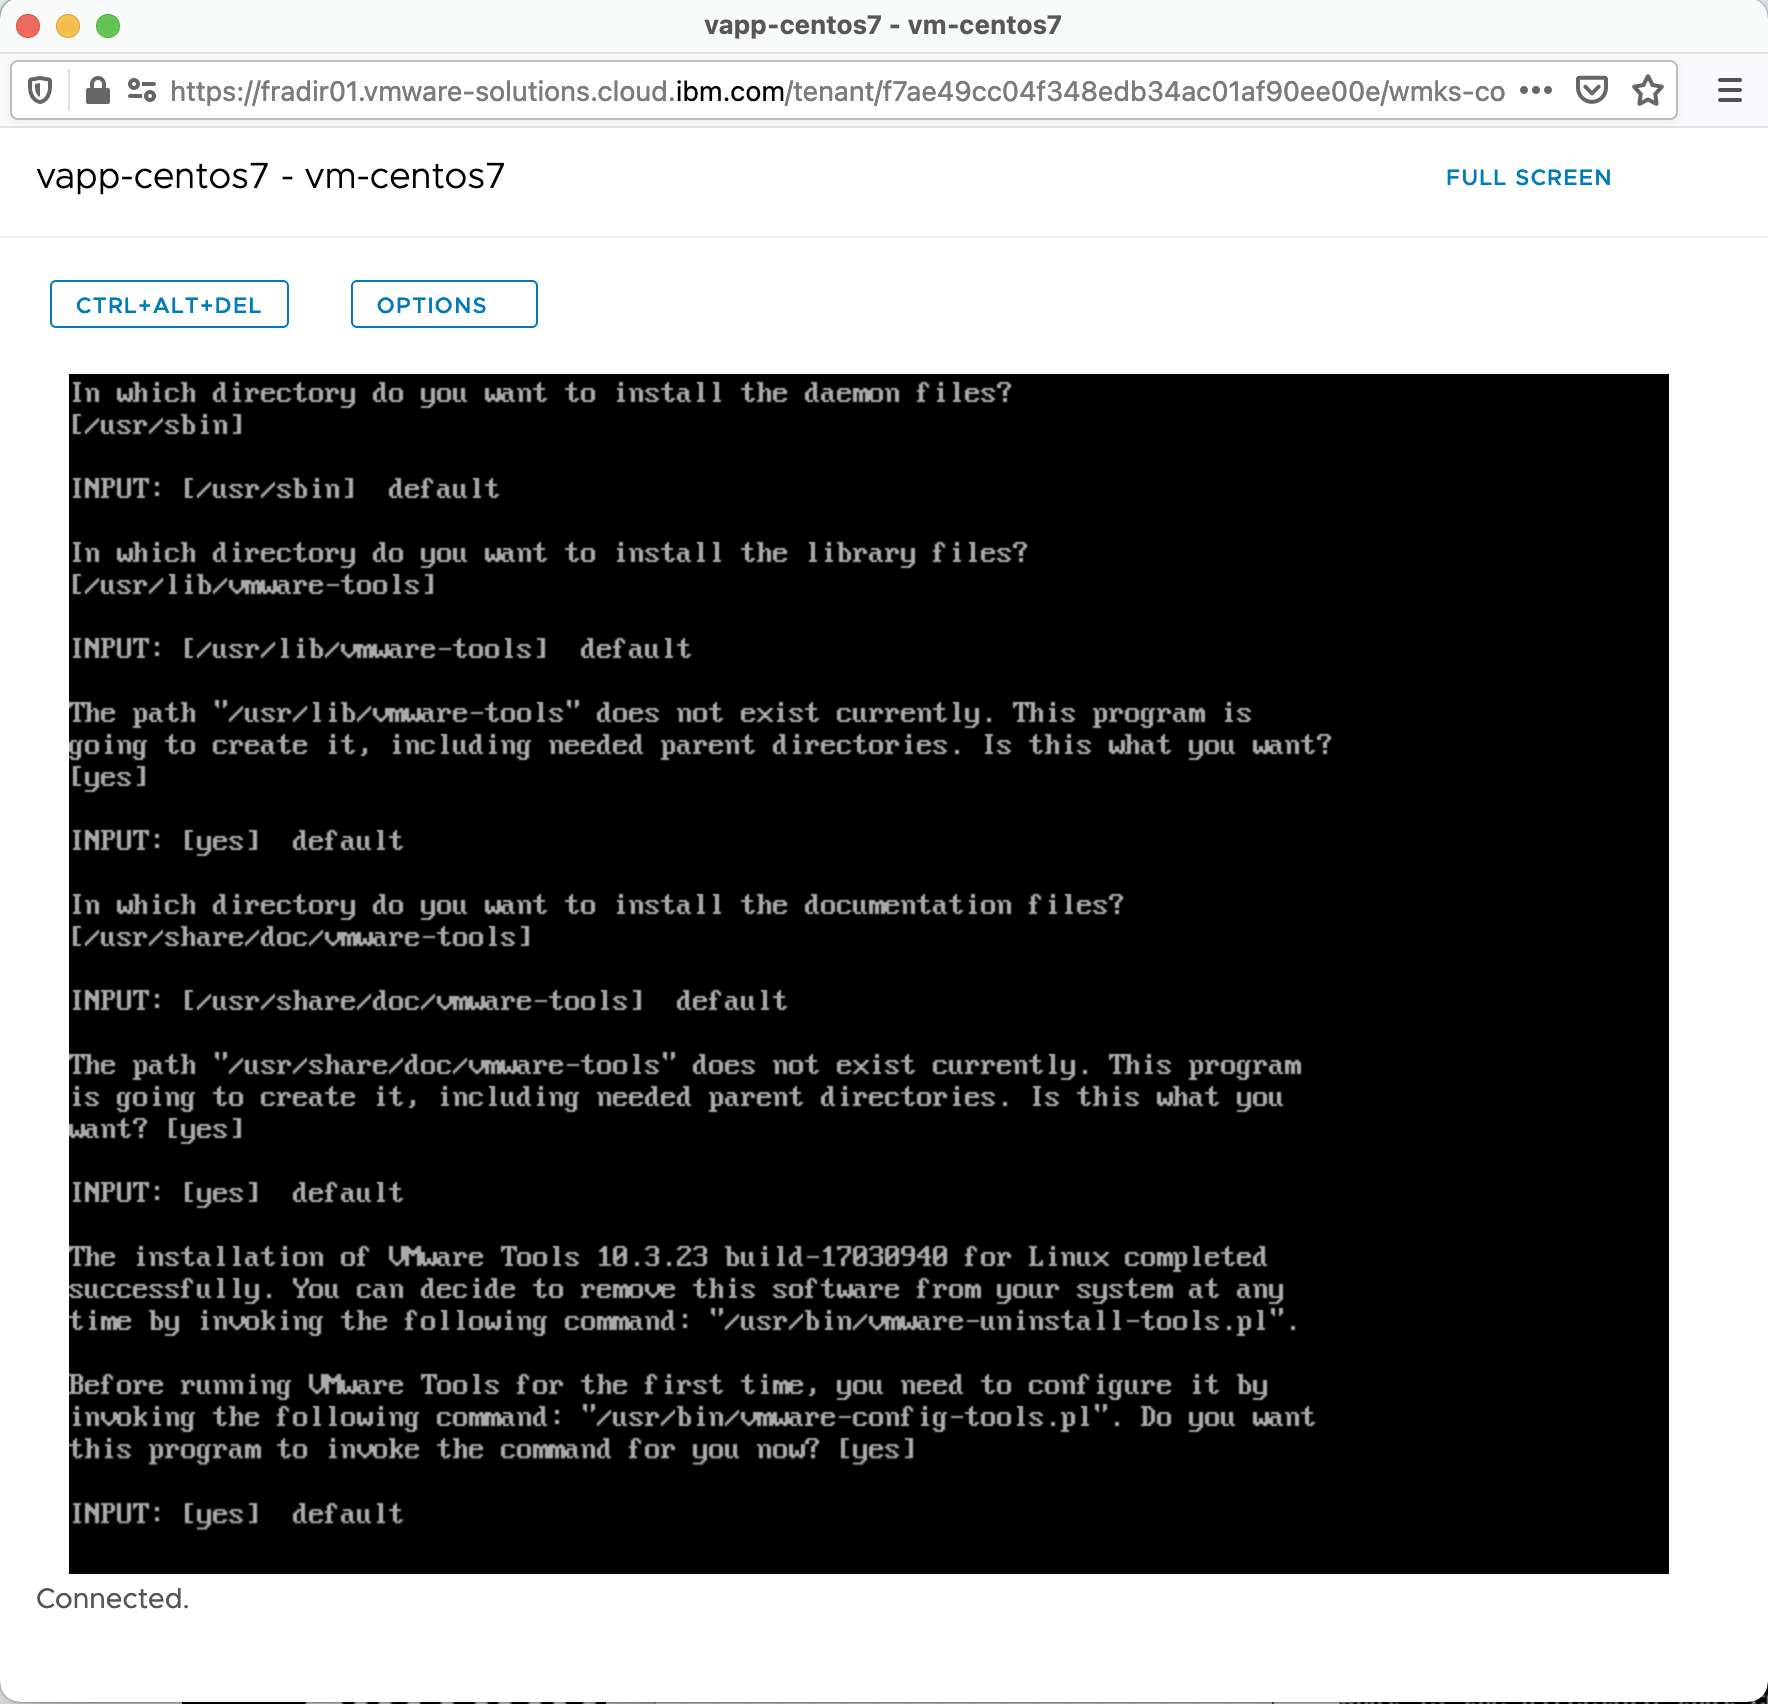 vapp-centos7 - vm-centos7
https://fradir01.vmware-solutions.cloud.ibm.com/tenant/f7ae49cc04f348edb34ac01af90ee00e/wmks-co
vapp-centos7 - vm-centos7
FULL SCREEN
CTRL+ALT+DEL
OPTIONS
In which directory do you want to install the daemon files?
[/usr/sbin]
INPUT: [/usr/sbin]  default
In which directory do you want to install the library files?
[/usr/lib/vmware-tools]
INPUT: [/usr/lib/vmware-tools]  default
The path "/usr/lib/vmware-tools" does not exist currently. This program is
going to create it, including needed parent directories. Is this what you want?
[yes]
INPUT: [yes]  default
In which directory do you want to install the documentation files?
[/usr/share/doc/vmware-tools]
INPUT: [/usr/share/doc/vmware-tools]  default
The path "/usr/share/doc/vmware-tools" does not exist currently. This program
is going to create it, including needed parent directories. Is this what you
want? [yes]
INPUT: [yes]  default
The installation of VMware Tools 10.3.23 build-17030940 for Linux completed
successfully. You can decide to remove this software from your system at any
time by invoking the following command: "/usr/bin/vmware-uninstall-tools.pl".
Before running VMware Tools for the first time, you need to configure it by
invoking the following command: "/usr/bin/vmware-config-tools.pl". Do you want
this program to invoke the command for you now? [yes]
INPUT: [yes]  default
Connected.